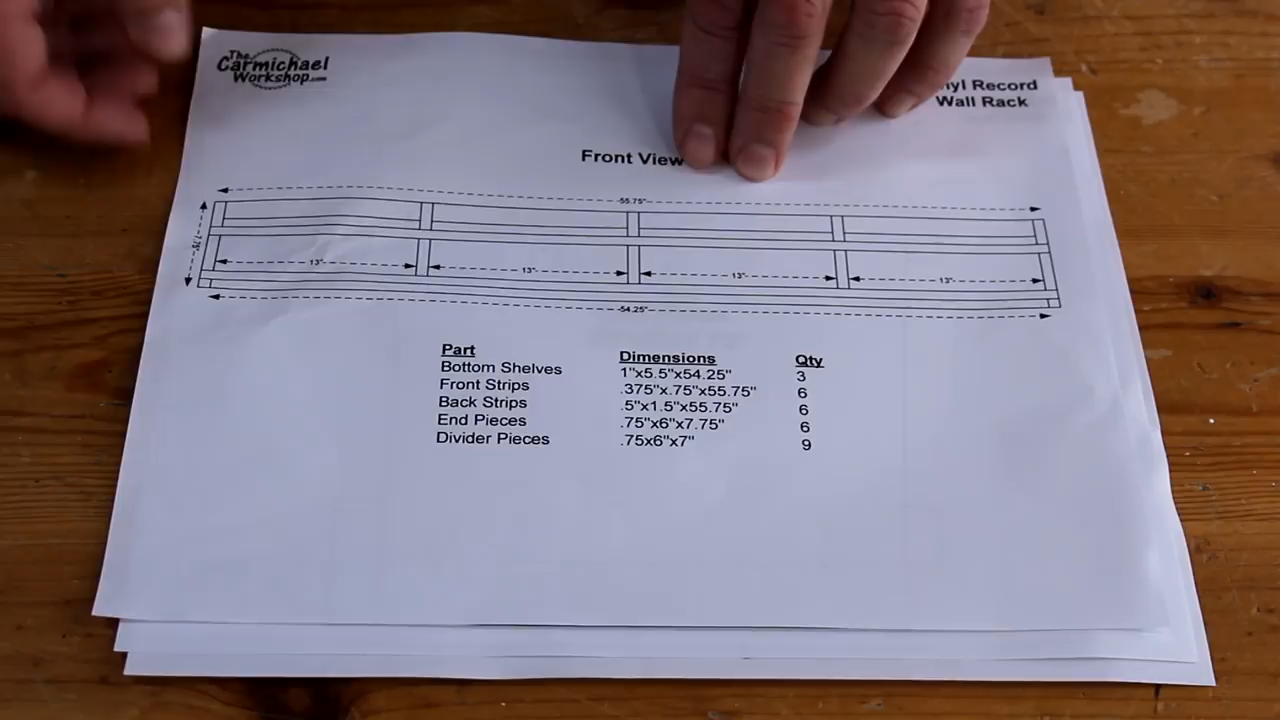 The
Carmichael
Workshop.com
Record
Wall Rack
Front View
55.75"
7.75"
13"
13"
13"
13"
54.25"
Part Dimensions Qty
Bottom Shelves 1"x5.5"x54.25" 3
Front Strips .375"x.75"x55.75" 6
Back Strips .5"x1.5"x55.75" 6
End Pieces .75"x6"x7.75" 6
Divider Pieces .75x6"x7" 9